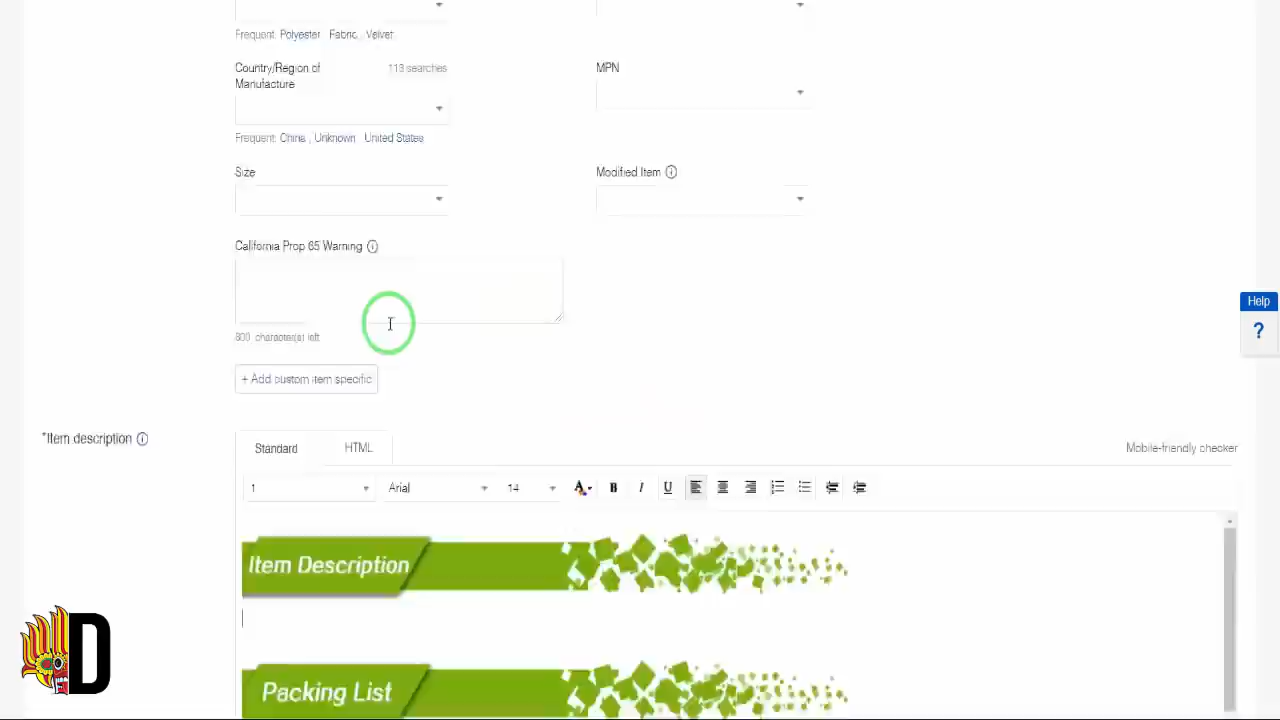 Frequent: Polyester Fabric, Velvet
Country/Region of Manufacture 113 searches
MPN
Frequent: China, Unknown United States
Size
Modified Item
California Prop 65 Warning
800 character(s) left
+ Add custom item specific
Help
?
*Item description
Standard HTML
Mobile-friendly checker
1 Arial 14 A B I U
Item Description
Packing List
D